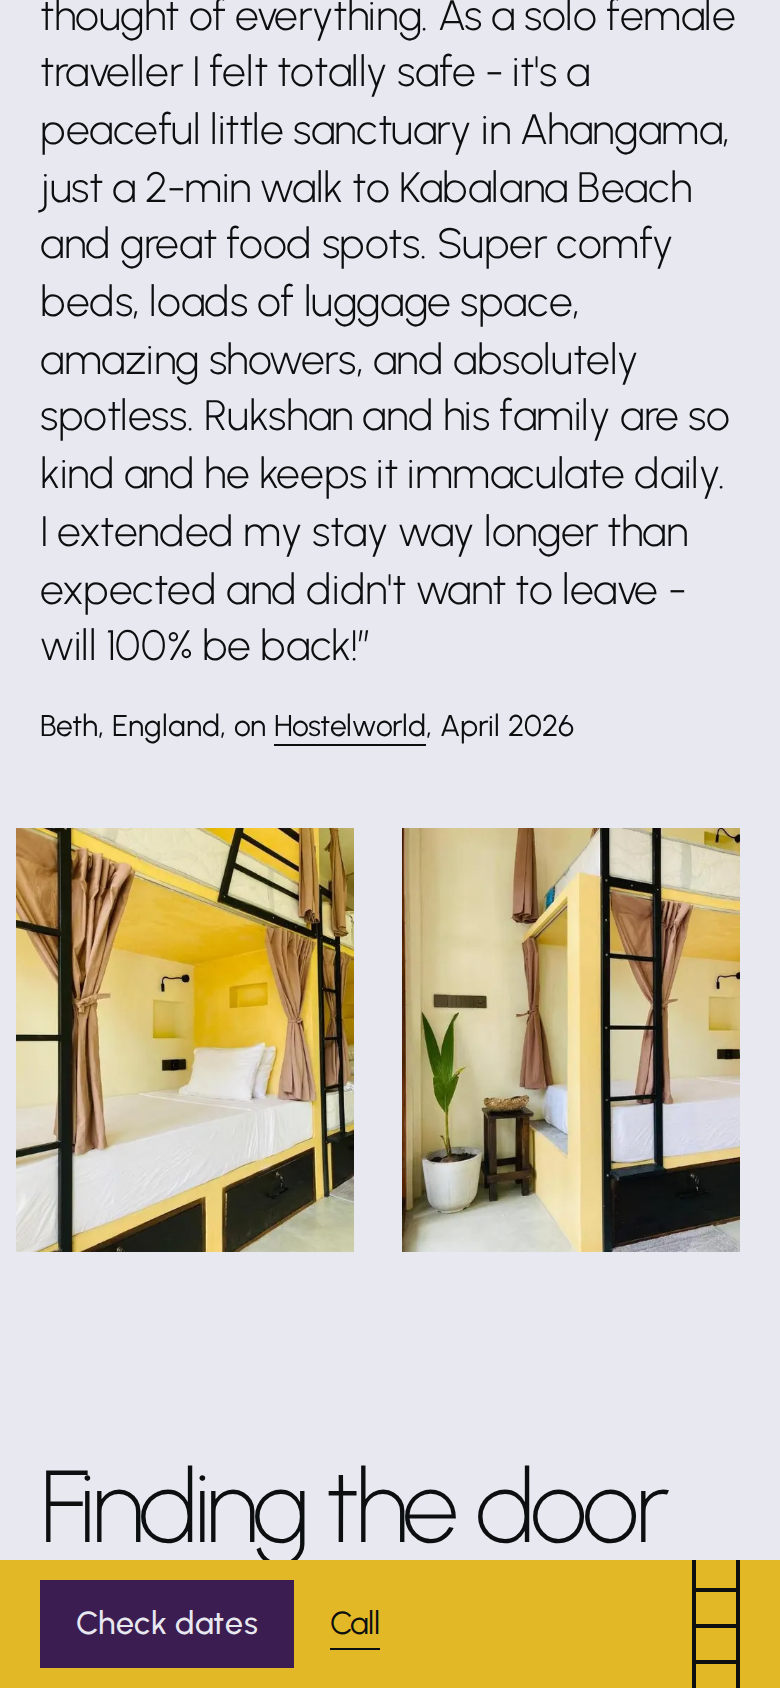 thought of everything. As a solo female
traveller I felt totally safe - it's a
peaceful little sanctuary in Ahangama,
just a 2-min walk to Kabalana Beach
and great food spots. Super comfy
beds, loads of luggage space,
amazing showers, and absolutely
spotless. Rukshan and his family are so
kind and he keeps it immaculate daily.
I extended my stay way longer than
expected and didn't want to leave -
will 100% be back!”
Beth, England, on Hostelworld, April 2026
Finding the door
Check dates
Call